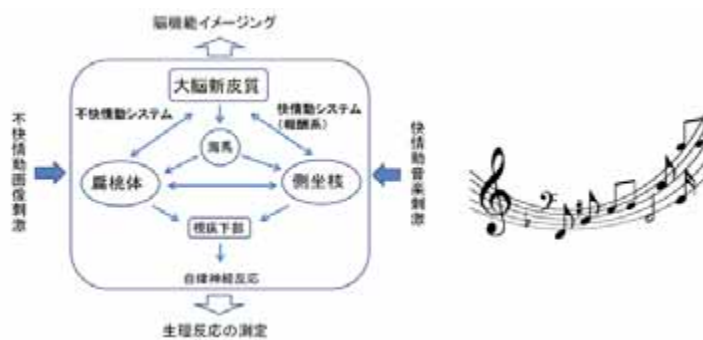 脳機能イメージング
大脳新皮質
不快情動システム
快情動システム
（報酬系）
海馬
扁桃体
側坐核
視床下部
自律神経反応
生理反応の測定
不快情動画像刺激
快情動音楽刺激